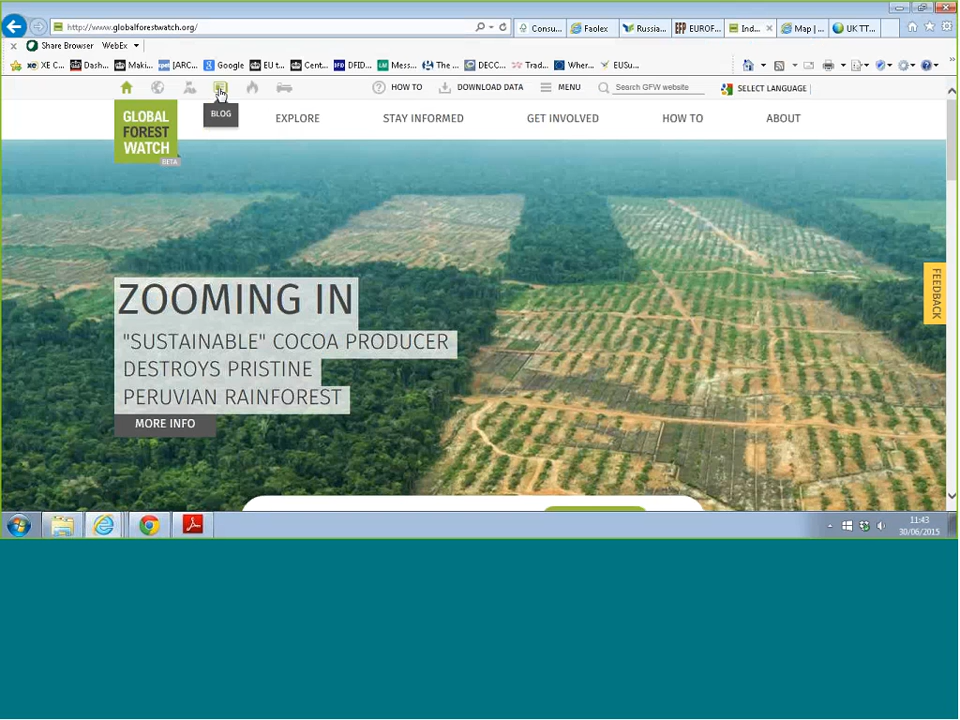 http://www.globalforestwatch.org/
Consu...
Faolex
Russia...
EUROF...
Ind...
Map | ...
UK TT...
Share Browser
WebEx
XE C...
Dash...
Maki...
JARC...
Google
EU t...
Cent...
DFID...
Mess...
The ...
DECC...
Trad...
Wher...
EUSu...
HOW TO
DOWNLOAD DATA
MENU
Search GFW website
SELECT LANGUAGE
BLOG
GLOBAL
FOREST
WATCH
BETA
EXPLORE
STAY INFORMED
GET INVOLVED
HOW TO
ABOUT
FEEDBACK
ZOOMING IN
"SUSTAINABLE" COCOA PRODUCER
DESTROYS PRISTINE
PERUVIAN RAINFOREST
MORE INFO
11:43
30/06/2015